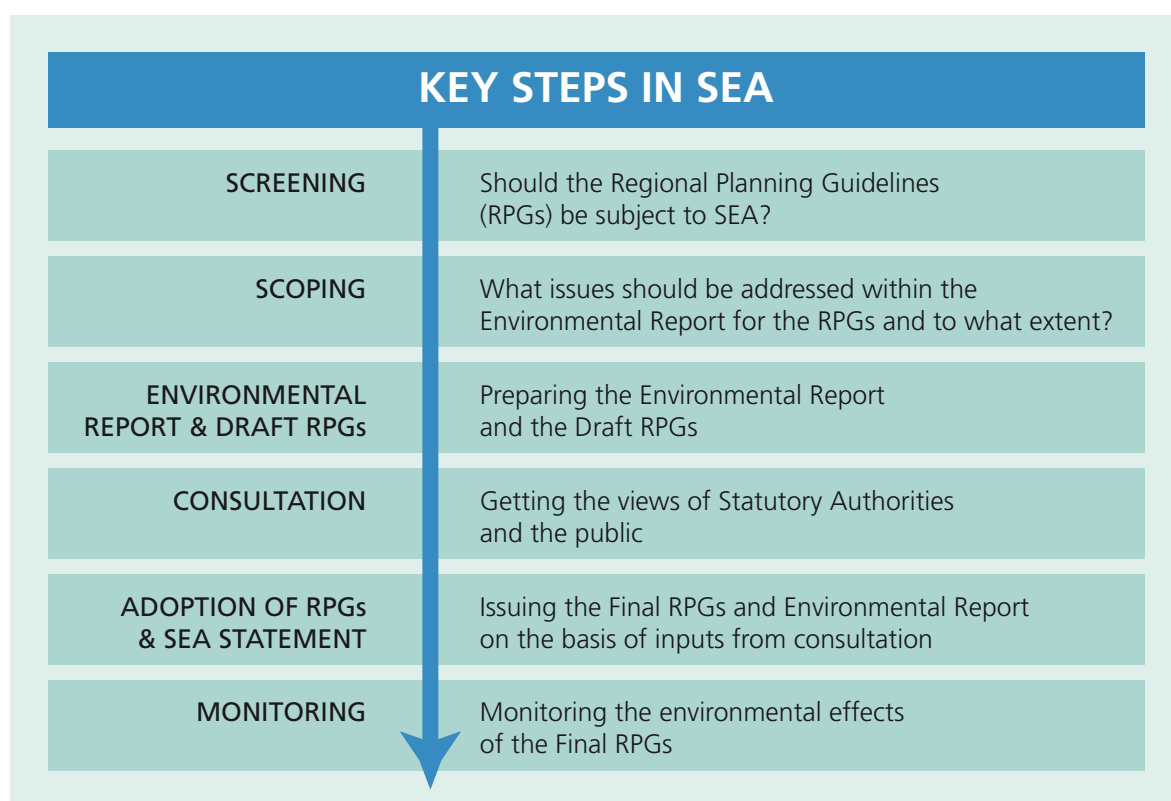 KEY STEPS IN SEA
SCREENING
Should the Regional Planning Guidelines
(RPGs) be subject to SEA?
SCOPING
What issues should be addressed within the
Environmental Report for the RPGs and to what extent?
ENVIRONMENTAL
REPORT & DRAFT RPGs
Preparing the Environmental Report
and the Draft RPGs
CONSULTATION
Getting the views of Statutory Authorities
and the public
ADOPTION OF RPGs
& SEA STATEMENT
Issuing the Final RPGs and Environmental Report
on the basis of inputs from consultation
MONITORING
Monitoring the environmental effects
of the Final RPGs